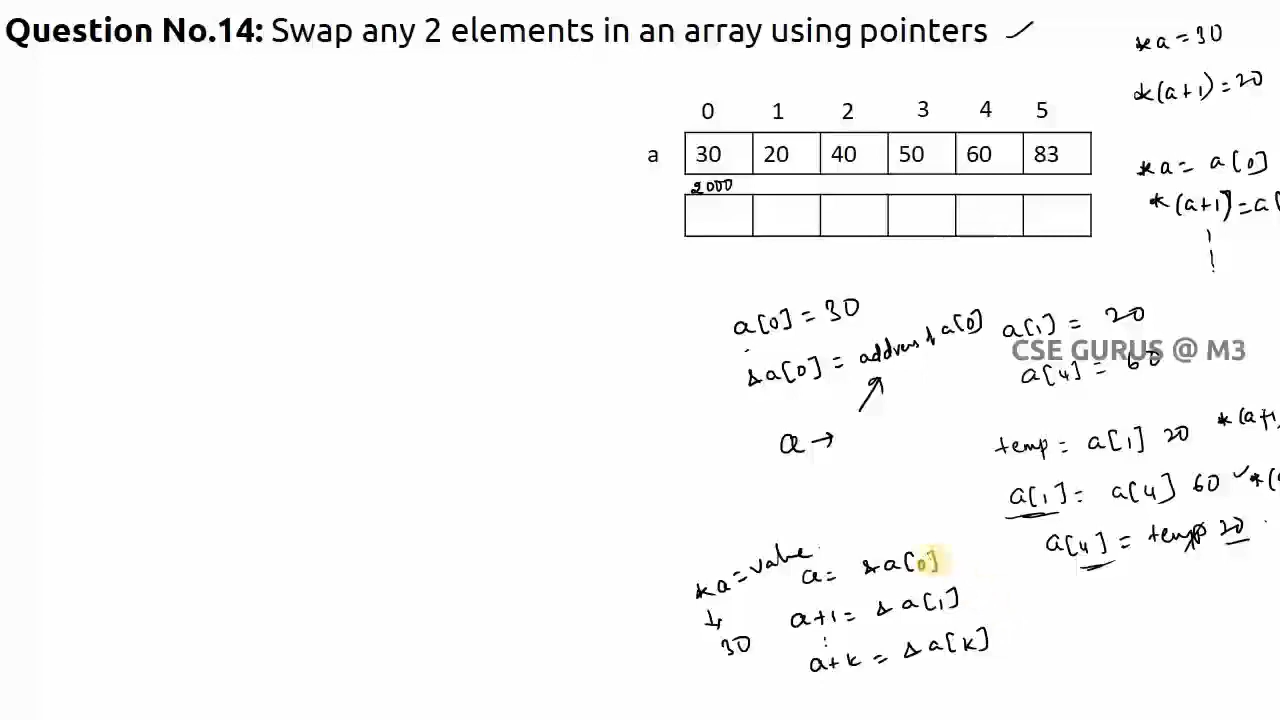 Question No.14: Swap any 2 elements in an array using pointers
*a = 30
*(a+1) = 20
0 1 2 3 4 5
a 30 20 40 50 60 83
2000
*a = a[0]
*(a+1) = a[
a[0] = 30
&a[0] = address of a[0]
a →
a[1] = 20
CSE GURUS @ M3
a[4] = 60
temp = a[1] 20 *(a+1
a[1] = a[4] 60 *(
a[4] = temp 20
*a = value
30
a = &a[0]
a+1 = &a[1]
a+k = &a[k]